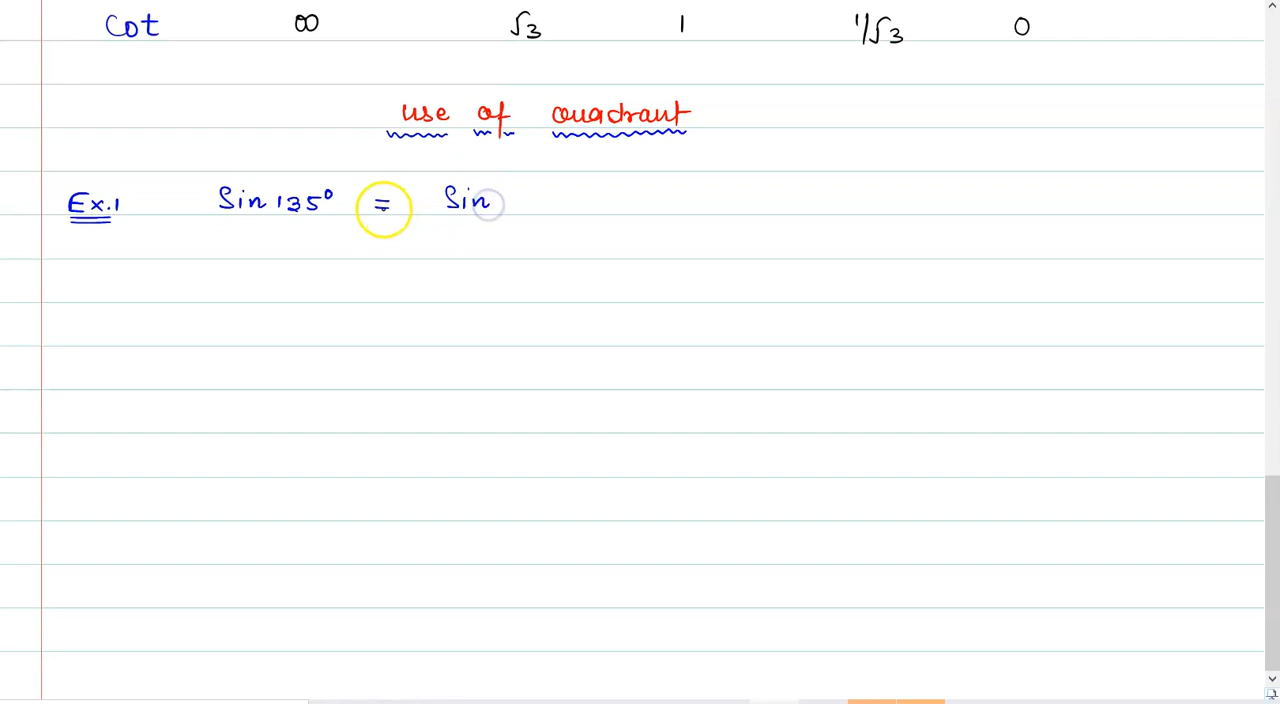 Cot ∞ √3 1 1/√3 0
use of quadrant
Ex.1 Sin 135° = Sin